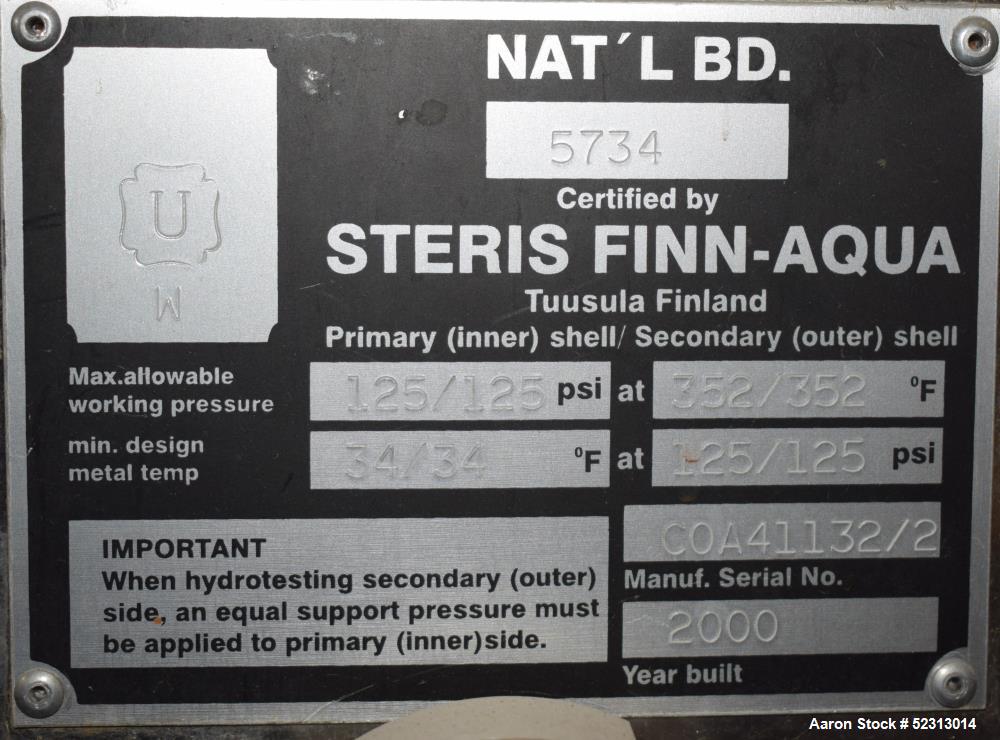 NAT´L BD.
5734
Certified by
STERIS FINN-AQUA
Tuusula Finland
Primary (inner) shell/ Secondary (outer) shell
U
W
Max.allowable
working pressure
125/125 psi at 352/352 °F
min. design
metal temp
34/34 °F at 125/125 psi
IMPORTANT
When hydrotesting secondary (outer)
side, an equal support pressure must
be applied to primary (inner)side.
COA41132/2
Manuf. Serial No.
2000
Year built
Aaron Stock # 52313014